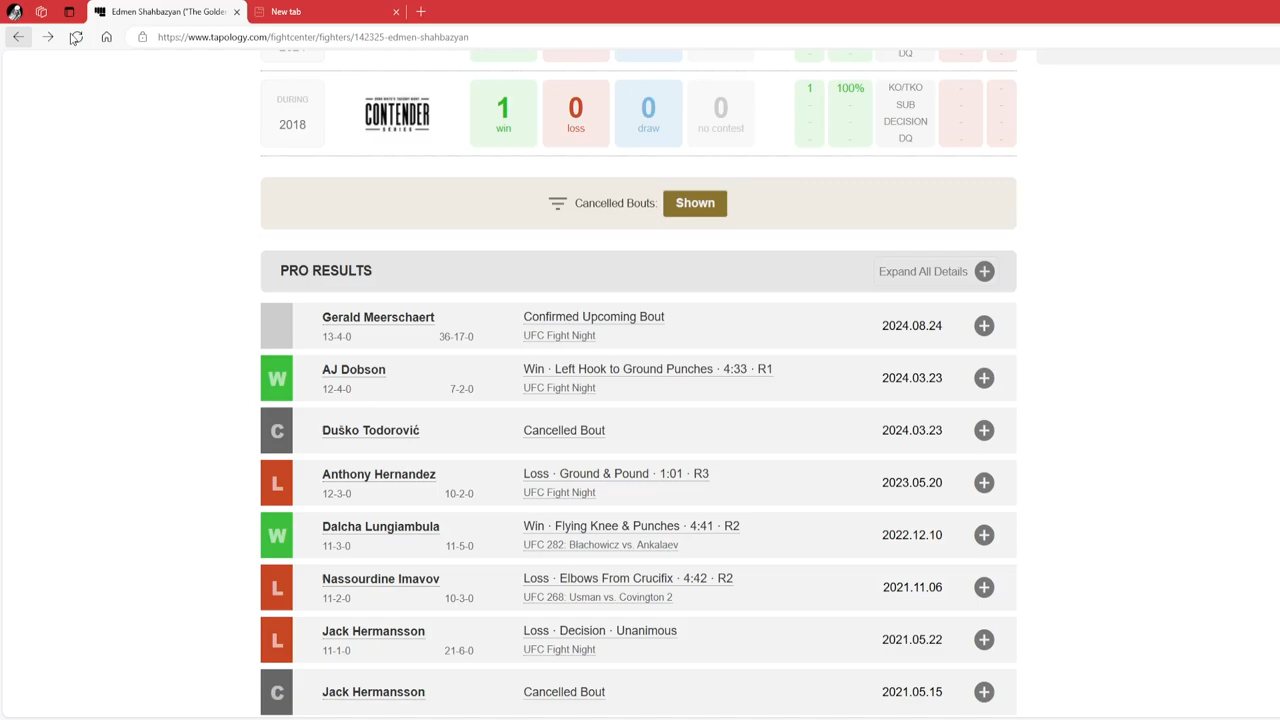 Edmen Shahbazyan ("The Golde
New tab
https://www.tapology.com/fightcenter/fighters/142325-edmen-shahbazyan
- - DQ - -
DURING
2018
CONTENDER
SERIES
1 win
0 loss
0 draw
0 no contest
1 100% KO/TKO - -
- - SUB - -
- - DECISION - -
- - DQ - -
Cancelled Bouts: Shown
PRO RESULTS
Expand All Details
Gerald Meerschaert Confirmed Upcoming Bout 2024.08.24
13-4-0 36-17-0 UFC Fight Night
W AJ Dobson Win · Left Hook to Ground Punches · 4:33 · R1 2024.03.23
12-4-0 7-2-0 UFC Fight Night
C Duško Todorović Cancelled Bout 2024.03.23
L Anthony Hernandez Loss · Ground & Pound · 1:01 · R3 2023.05.20
12-3-0 10-2-0 UFC Fight Night
W Dalcha Lungiambula Win · Flying Knee & Punches · 4:41 · R2 2022.12.10
11-3-0 11-5-0 UFC 282: Błachowicz vs. Ankalaev
L Nassourdine Imavov Loss · Elbows From Crucifix · 4:42 · R2 2021.11.06
11-2-0 10-3-0 UFC 268: Usman vs. Covington 2
L Jack Hermansson Loss · Decision · Unanimous 2021.05.22
11-1-0 21-6-0 UFC Fight Night
C Jack Hermansson Cancelled Bout 2021.05.15